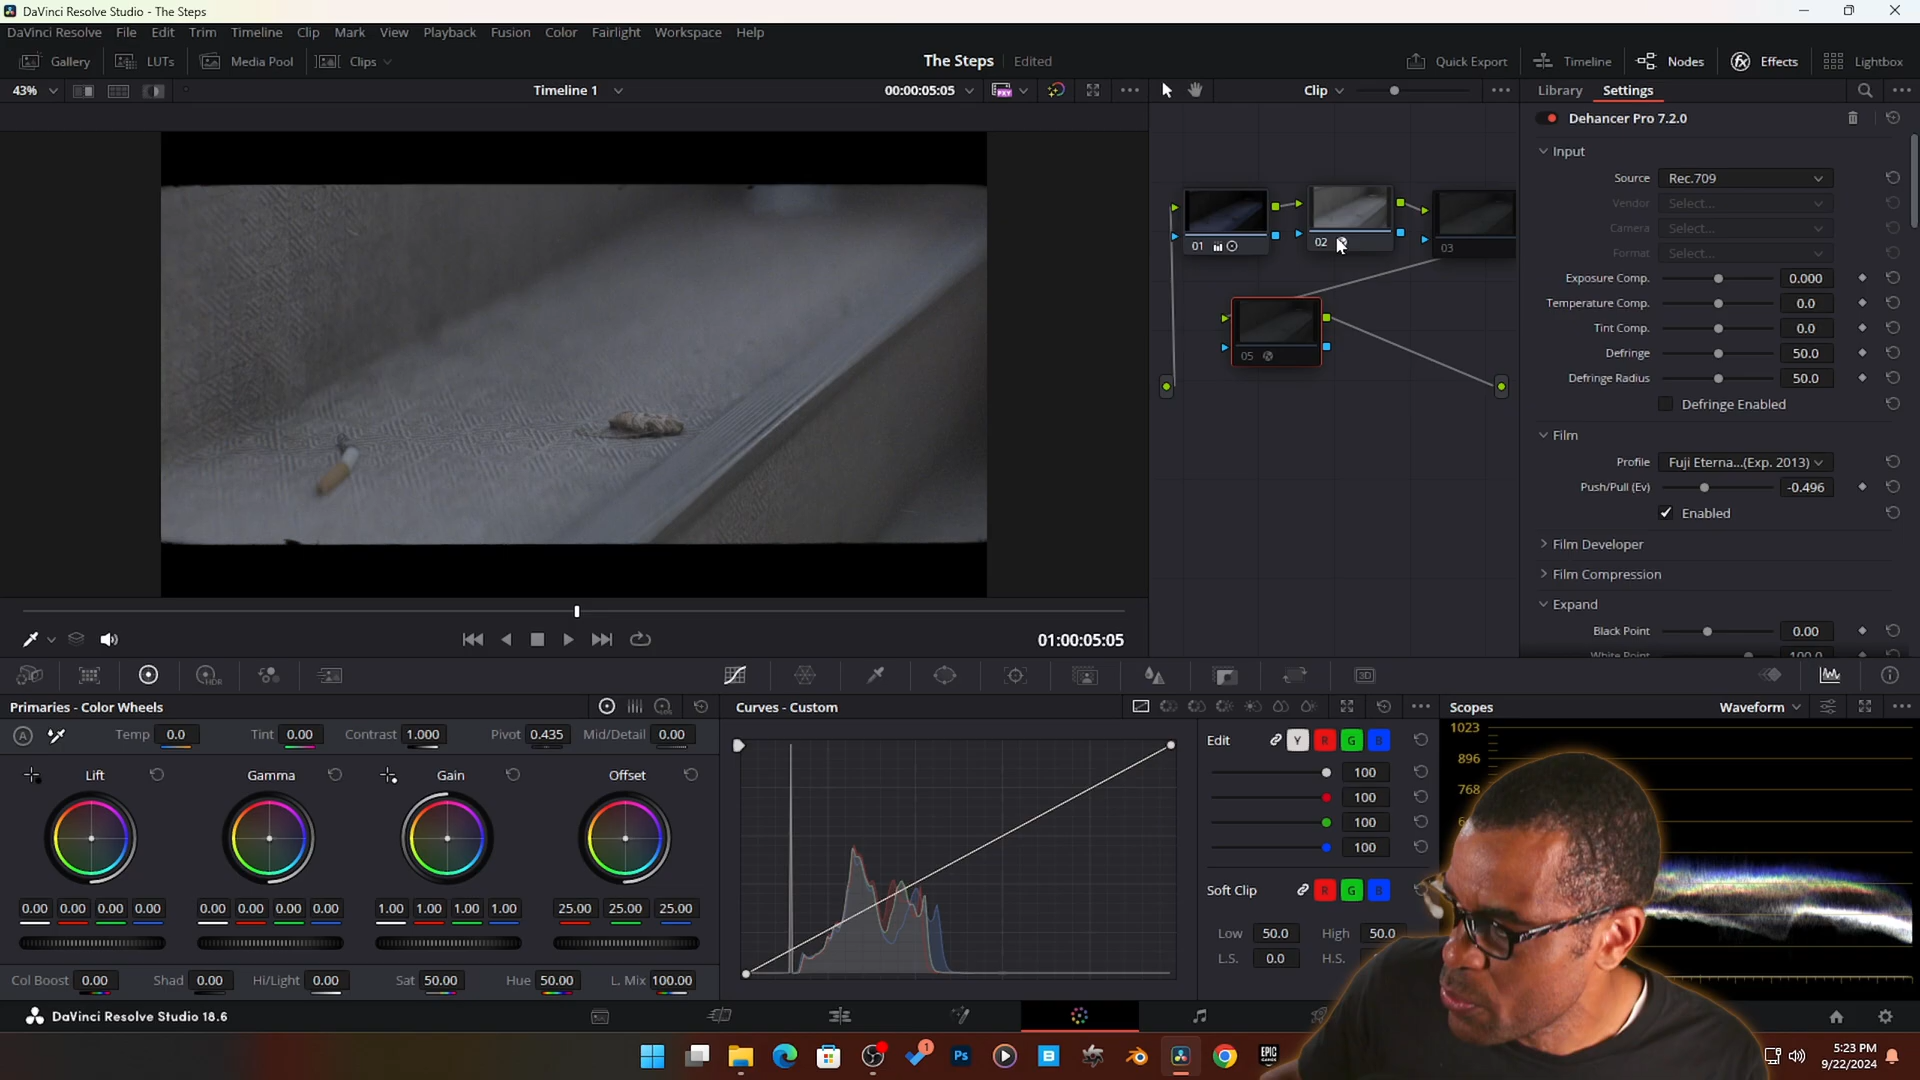 DaVinci Resolve Studio - The Steps
DaVinci Resolve File Edit Trim Timeline Clip Mark View Playback Fusion Color Fairlight Workspace Help
Gallery LUTs Media Pool Clips The Steps Edited Quick Export Timeline Nodes Effects Lightbox
43% Timeline 1 00:00:05:05 Clip Library Settings
Dehancer Pro 7.2.0
Input
Source Rec.709
Vendor Select...
Camera Select...
Format Select...
Exposure Comp. 0.000
Temperature Comp. 0.0
Tint Comp. 0.0
Defringe 50.0
Defringe Radius 50.0
Defringe Enabled
Film
Profile Fuji Eterna...(Exp. 2013)
Push/Pull (Ev) -0.496
Enabled
Film Developer
Film Compression
Expand
Black Point 0.00
White Point 100.0
01
02
03
05
01:00:05:05
HDR
3D
Primaries - Color Wheels
Temp 0.0 Tint 0.00 Contrast 1.000 Pivot 0.435 Mid/Detail 0.00
A
Lift Gamma Gain Offset
0.00 0.00 0.00 0.00 0.00 0.00 0.00 0.00 1.00 1.00 1.00 1.00 25.00 25.00 25.00
Col Boost 0.00 Shad 0.00 Hi/Light 0.00 Sat 50.00 Hue 50.00 L. Mix 100.00
Curves - Custom
Edit Y R G B
100
100
100
100
Soft Clip R G B
Low 50.0 High 50.0
L.S. 0.0 H.S.
Scopes Waveform
1023
896
768
DaVinci Resolve Studio 18.6
1
Ps
EPIC
5:23 PM
9/22/2024